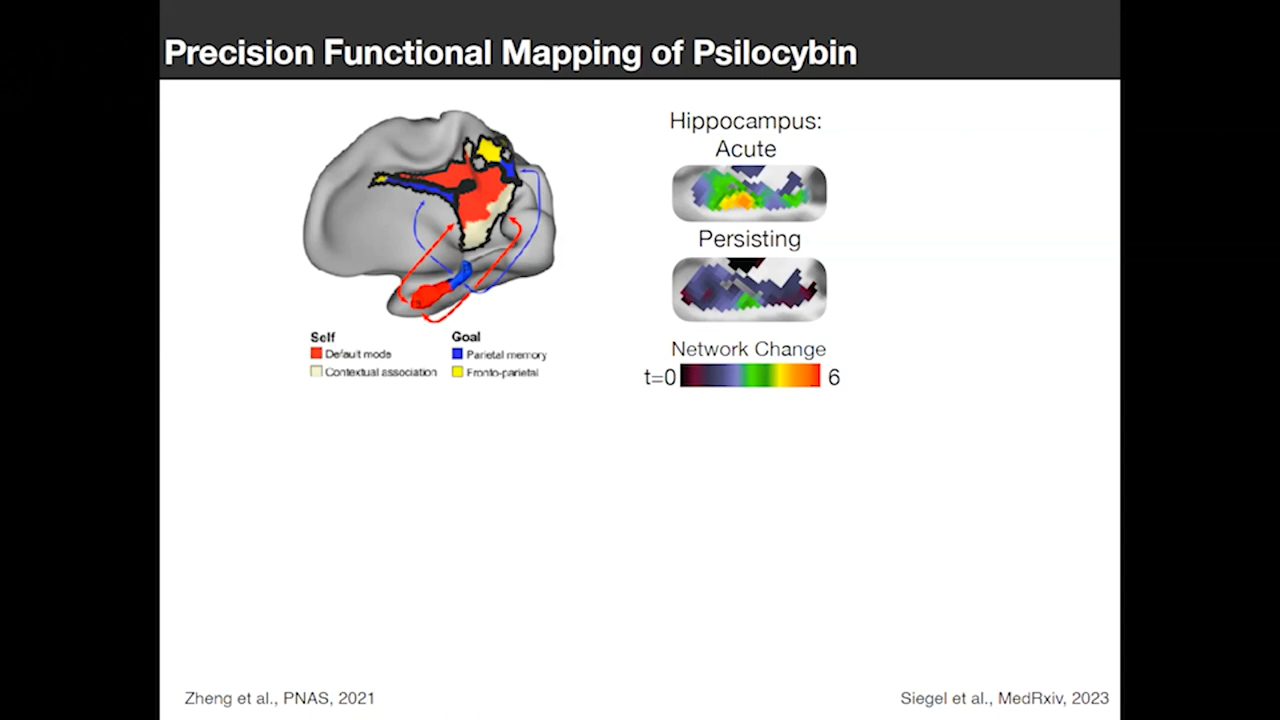 Precision Functional Mapping of Psilocybin
Hippocampus:
Acute
Persisting
Network Change
t=0 6
Self Goal
Default mode Parietal memory
Contextual association Fronto-parietal
Zheng et al., PNAS, 2021
Siegel et al., MedRxiv, 2023